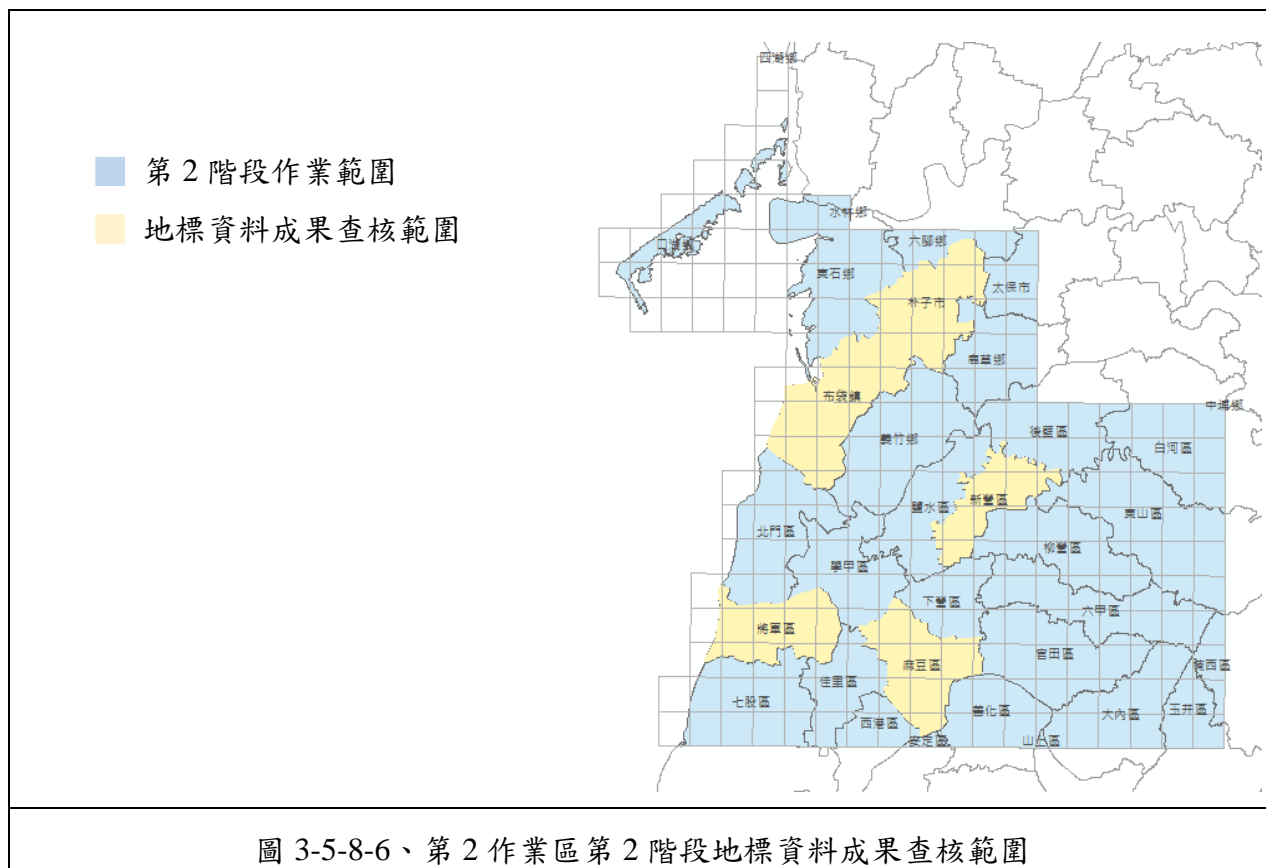 四湖鄉
第 2 階段作業範圍
地標資料成果查核範圍
水林鄉
口湖鄉
六腳鄉
東石鄉
太保市
朴子市
鹿草鄉
布袋鎮
中埔鄉
義竹鄉
後壁區
白河區
鹽水區
新營區
東山區
北門區
柳營區
學甲區
下營區
六甲區
將軍區
官田區
麻豆區
楠西區
佳里區
七股區
西港區
善化區
大內區
玉井區
安定區
山上區
圖 3-5-8-6、第 2 作業區第 2 階段地標資料成果查核範圍